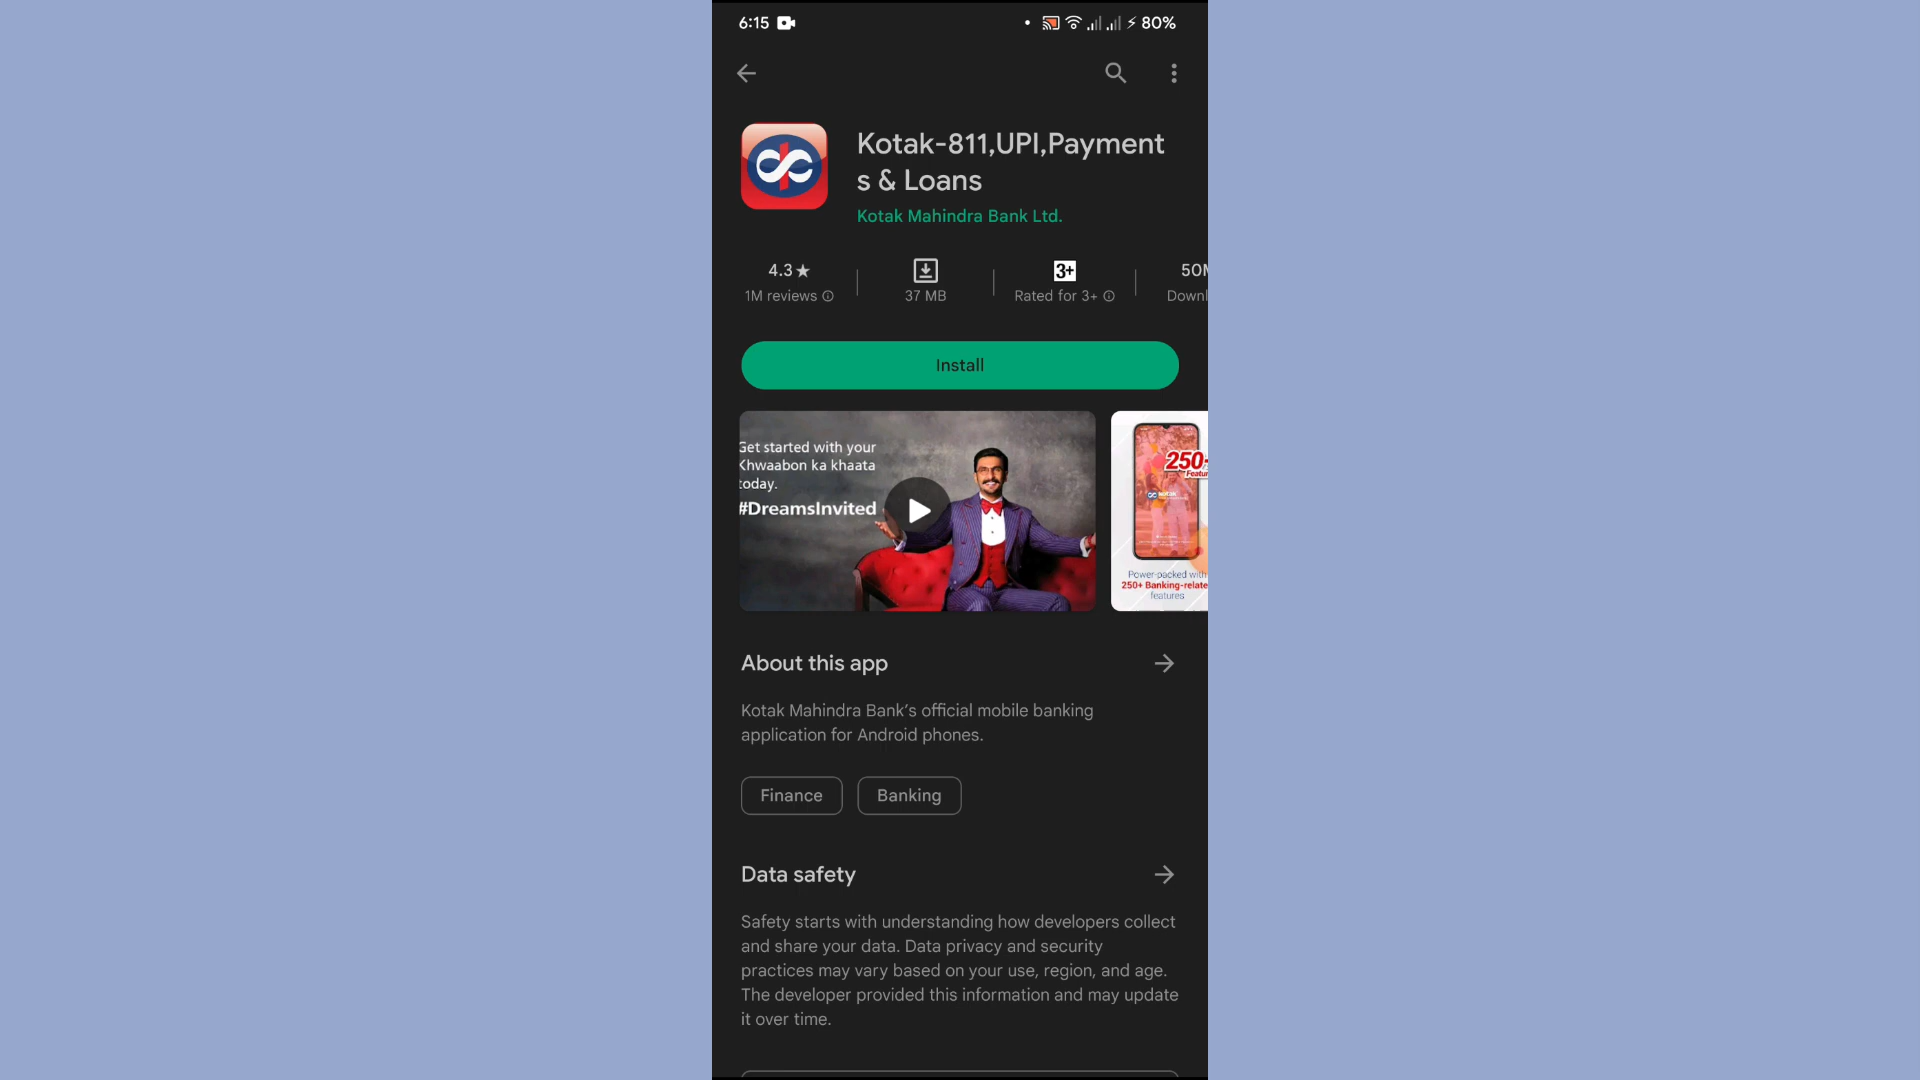 6:15
80%
Kotak-811,UPI,Payment
s & Loans
Kotak Mahindra Bank Ltd.
4.3★
1M reviews
37 MB
3+
Rated for 3+
50M
Downl
Install
Get started with your
Khwaabon ka khaata
today.
#DreamsInvited
250+
Featur
kotak
Power-packed with
250+ Banking-relate
features
About this app
Kotak Mahindra Bank’s official mobile banking
application for Android phones.
Finance
Banking
Data safety
Safety starts with understanding how developers collect
and share your data. Data privacy and security
practices may vary based on your use, region, and age.
The developer provided this information and may update
it over time.